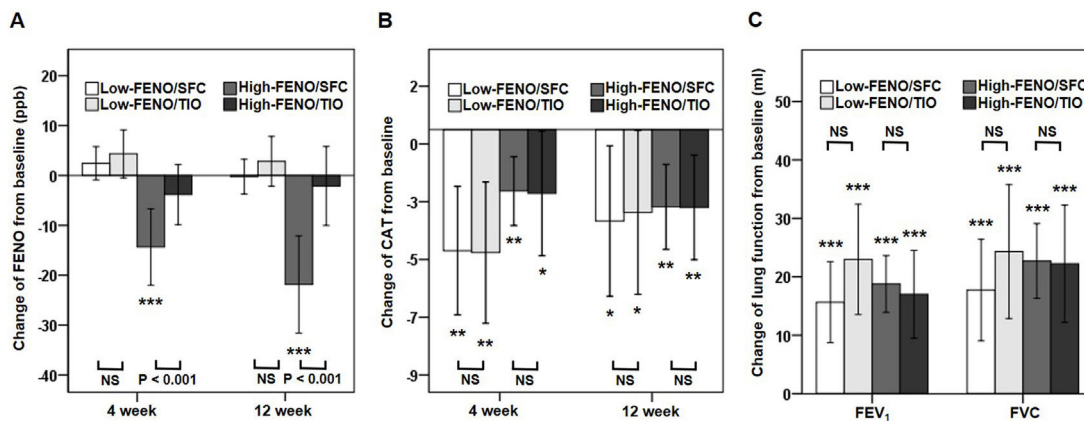 A
Change of FENO from baseline (ppb)
20
10
0
-10
-20
-30
-40
Low-FENO/SFC
High-FENO/SFC
Low-FENO/TIO
High-FENO/TIO
***
***
NS
P < 0.001
NS
P < 0.001
4 week
12 week
B
Change of CAT from baseline
2
0
-3
-5
-7
-9
Low-FENO/SFC
High-FENO/SFC
Low-FENO/TIO
High-FENO/TIO
**
**
**
*
*
*
**
**
NS
NS
NS
NS
4 week
12 week
C
Change of lung function from baseline (ml)
50
40
30
20
10
0
Low-FENO/SFC
High-FENO/SFC
Low-FENO/TIO
High-FENO/TIO
NS
NS
NS
NS
***
***
***
***
***
***
***
***
FEV₁
FVC